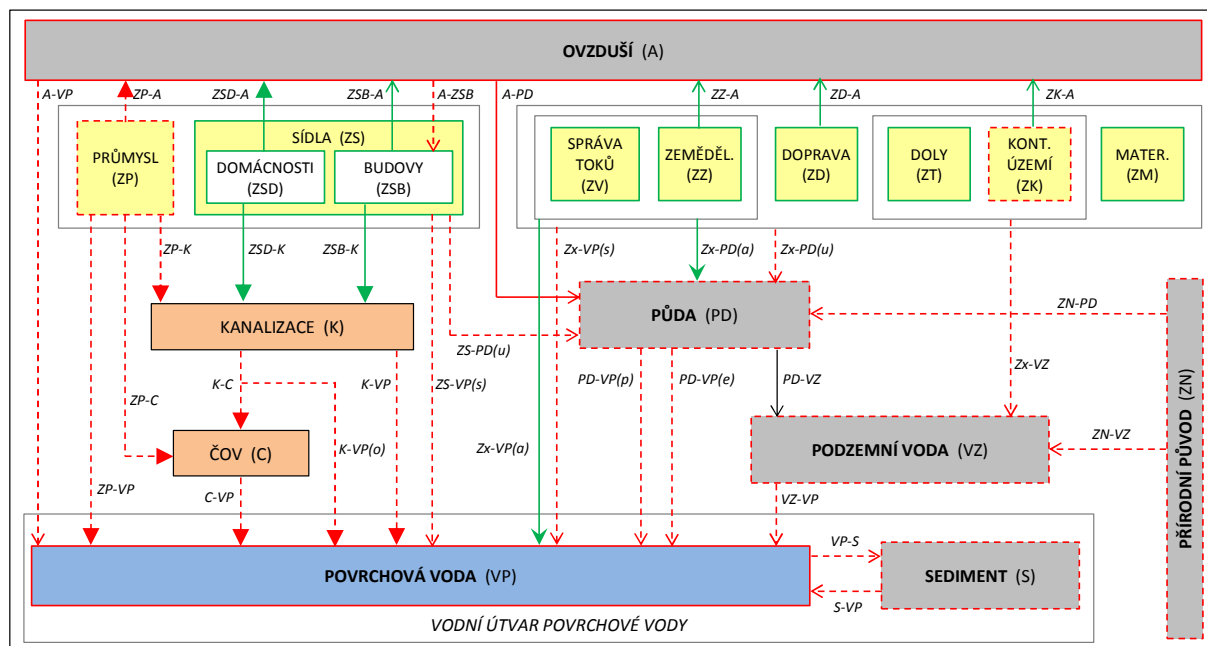 OVZDUŠÍ (A)
A-VP
ZP-A
ZSD-A
ZSB-A
A-ZSB
A-PD
ZZ-A
ZD-A
ZK-A
PRŮMYSL
(ZP)
SÍDLA (ZS)
DOMÁCNOSTI
(ZSD)
BUDOVY
(ZSB)
SPRÁVA
TOKŮ
(ZV)
ZEMĚDĚL.
(ZZ)
DOPRAVA
(ZD)
DOLY
(ZT)
KONT.
ÚZEMÍ
(ZK)
MATER.
(ZM)
ZP-K
ZSD-K
ZSB-K
Zx-VP(s)
Zx-PD(a)
Zx-PD(u)
KANALIZACE (K)
PŮDA (PD)
ZN-PD
ZS-PD(u)
K-C
K-VP
ZS-VP(s)
PD-VP(p)
PD-VP(e)
PD-VZ
Zx-VZ
ZP-C
ČOV (C)
K-VP(o)
Zx-VP(a)
PODZEMNÍ VODA (VZ)
ZN-VZ
PŘÍRODNÍ PŮVOD (ZN)
ZP-VP
C-VP
VZ-VP
POVRCHOVÁ VODA (VP)
VP-S
S-VP
SEDIMENT (S)
VODNÍ ÚTVAR POVRCHOVÉ VODY